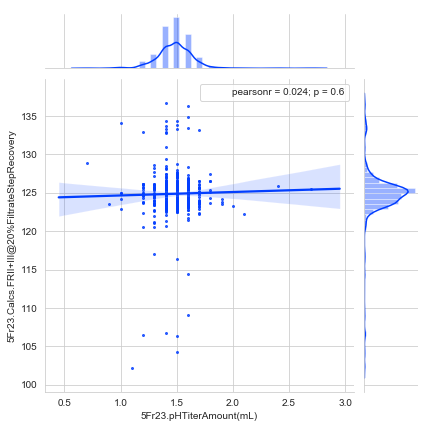 pearsonr = 0.024; p = 0.6
135
130
125
120
115
110
105
100
5Fr23.Calcs.FRII+III@20%FiltrateStepRecovery
0.5 1.0 1.5 2.0 2.5 3.0
5Fr23.pHTiterAmount(mL)